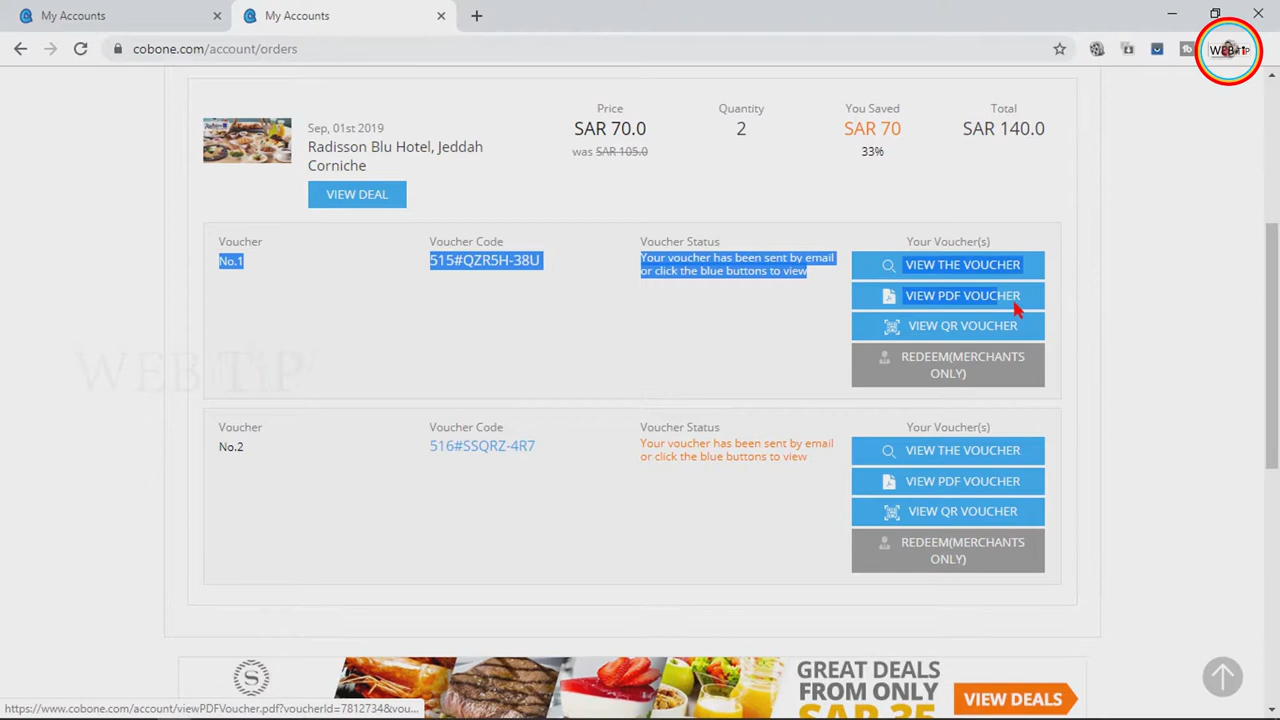 My Accounts
My Accounts
cobone.com/account/orders
WEB TiP
Price
Quantity
You Saved
Total
Sep, 01st 2019
SAR 70.0
2
SAR 70
SAR 140.0
Radisson Blu Hotel, Jeddah
Corniche
was SAR 105.0
33%
VIEW DEAL
Voucher
Voucher Code
Voucher Status
Your Voucher(s)
No.1
515#QZR5H-38U
Your voucher has been sent by email
or click the blue buttons to view
VIEW THE VOUCHER
VIEW PDF VOUCHER
VIEW QR VOUCHER
REDEEM(MERCHANTS
ONLY)
WEB TiP
Voucher
Voucher Code
Voucher Status
Your Voucher(s)
No.2
516#SSQRZ-4R7
Your voucher has been sent by email
or click the blue buttons to view
VIEW THE VOUCHER
VIEW PDF VOUCHER
VIEW QR VOUCHER
REDEEM(MERCHANTS
ONLY)
GREAT DEALS
FROM ONLY
SAR 35
VIEW DEALS
https://www.cobone.com/account/viewPDFVoucher.pdf?voucherId=7812734&vou...